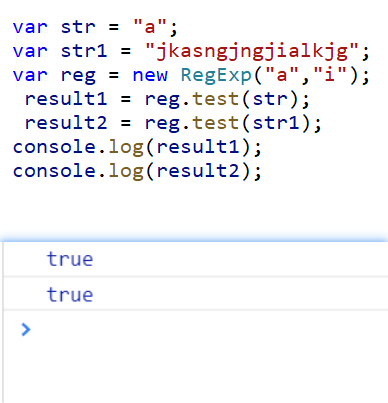 var str = "a";
var str1 = "jkasngjngjialkjg";
var reg = new RegExp("a","i");
result1 = reg.test(str);
result2 = reg.test(str1);
console.log(result1);
console.log(result2);
true
true
>